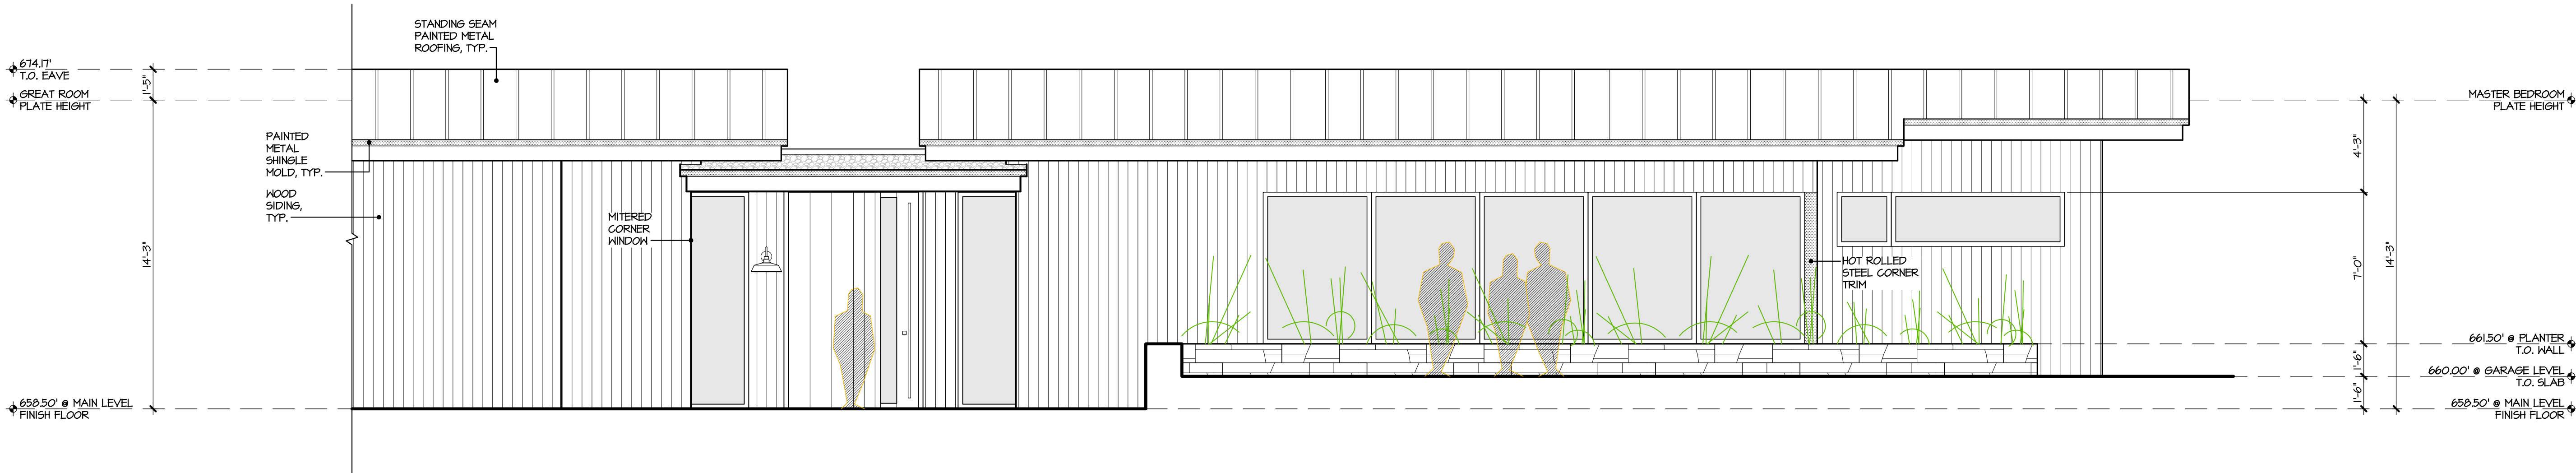 STANDING SEAM
PAINTED METAL
ROOFING, TYP.
674.17'
T.O. EAVE
1'-5"
GREAT ROOM
PLATE HEIGHT
MASTER BEDROOM
PLATE HEIGHT
PAINTED
METAL
SHINGLE
MOLD, TYP.
4'-3"
WOOD
SIDING,
TYP.
MITERED
CORNER
WINDOW
14'-3"
HOT ROLLED
STEEL CORNER
TRIM
7'-0"
14'-3"
661.50' @ PLANTER
T.O. WALL
1'-6"
660.00' @ GARAGE LEVEL
T.O. SLAB
1'-6"
658.50' @ MAIN LEVEL
FINISH FLOOR
658.50' @ MAIN LEVEL
FINISH FLOOR